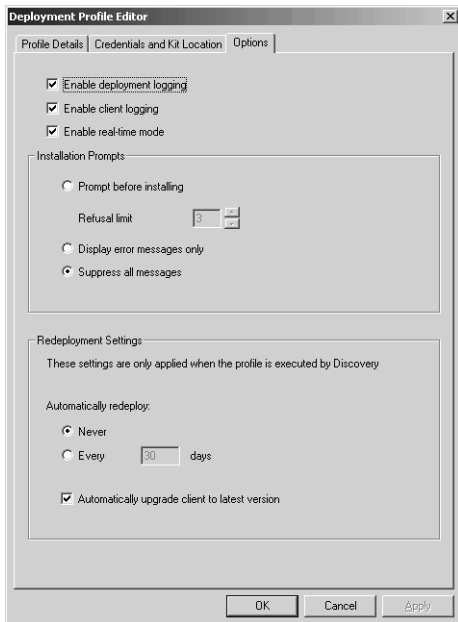 Deployment Profile Editor
Profile Details
Credentials and Kit Location
Options
Enable deployment logging
Enable client logging
Enable real-time mode
Installation Prompts
Prompt before installing
Refusal limit 3
Display error messages only
Suppress all messages
Redeployment Settings
These settings are only applied when the profile is executed by Discovery
Automatically redeploy:
Never
Every 30 days
Automatically upgrade client to latest version
OK Cancel Apply